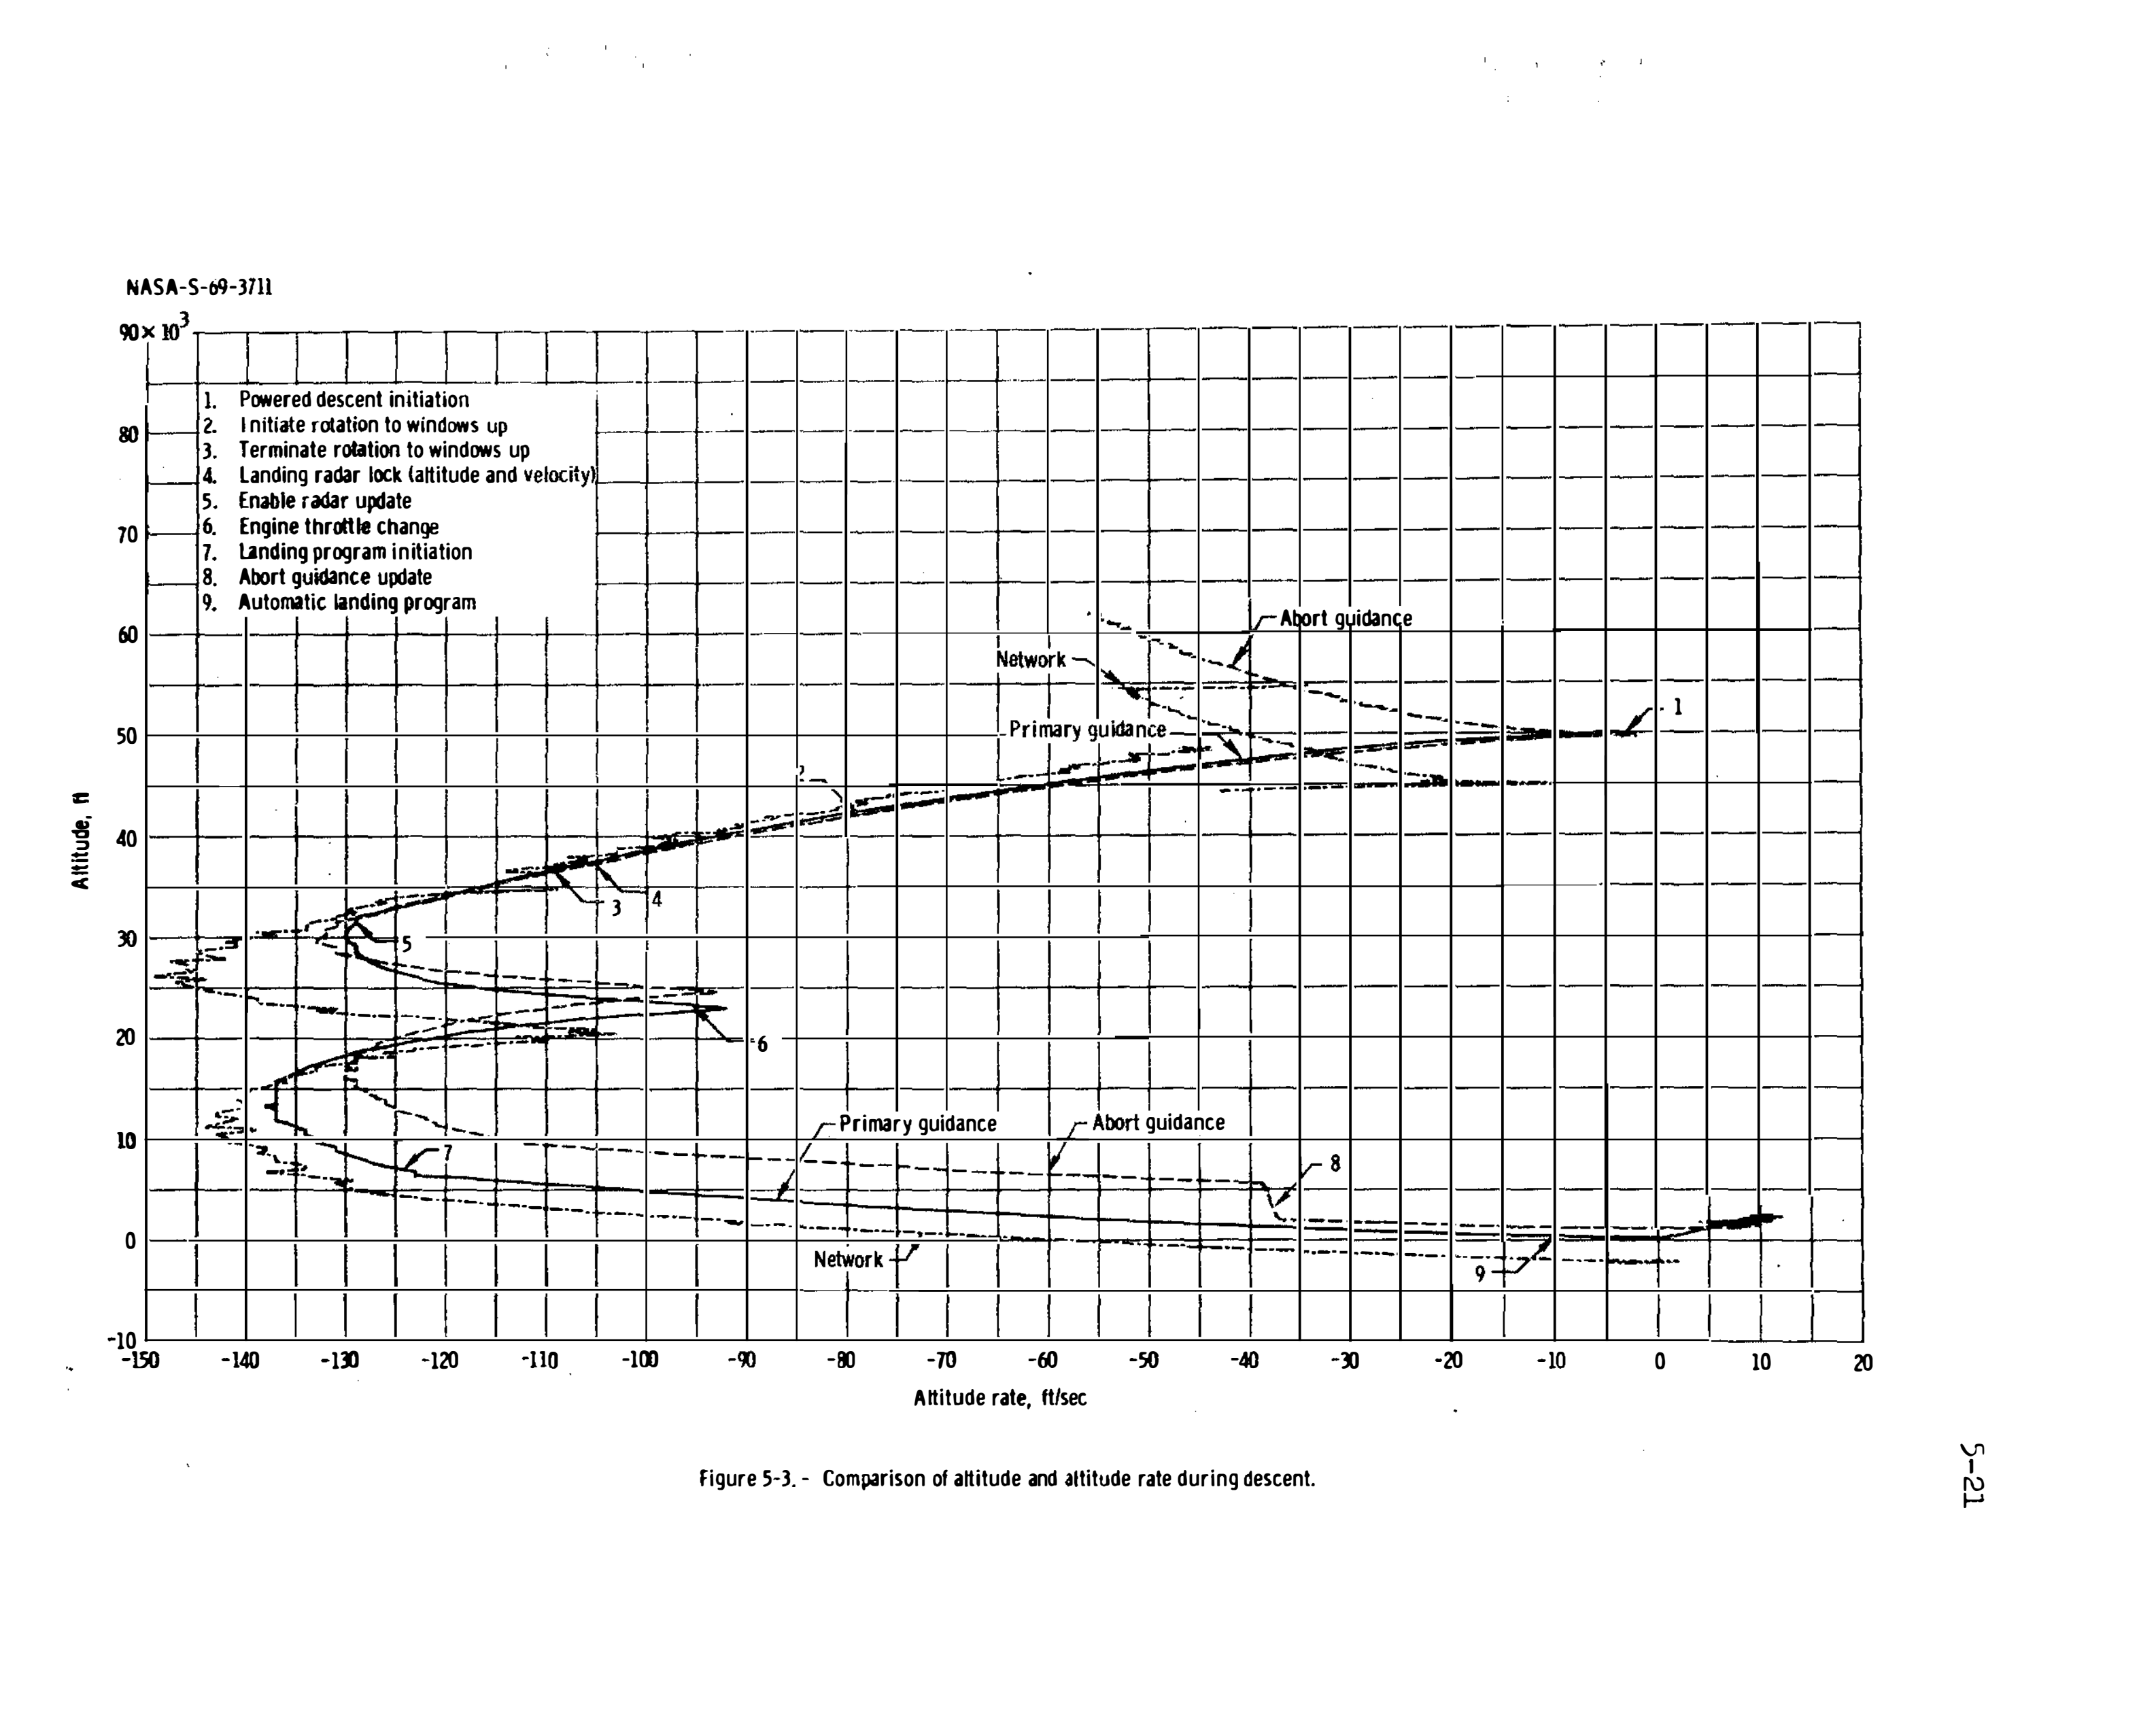 NASA-S-69-3711
90 × 10³
1. Powered descent initiation
2. Initiate rotation to windows up
3. Terminate rotation to windows up
4. Landing radar lock (altitude and velocity)
5. Enable radar update
6. Engine throttle change
7. Landing program initiation
8. Abort guidance update
9. Automatic landing program
80
70
60
50
40
30
20
10
0
-10
Altitude, ft
Abort guidance
Network
1
Primary guidance
2
3
4
5
6
Primary guidance
Abort guidance
7
8
Network
9
-150 -140 -130 -120 -110 -100 -90 -80 -70 -60 -50 -40 -30 -20 -10 0 10 20
Altitude rate, ft/sec
Figure 5-3. - Comparison of altitude and altitude rate during descent.
5-21